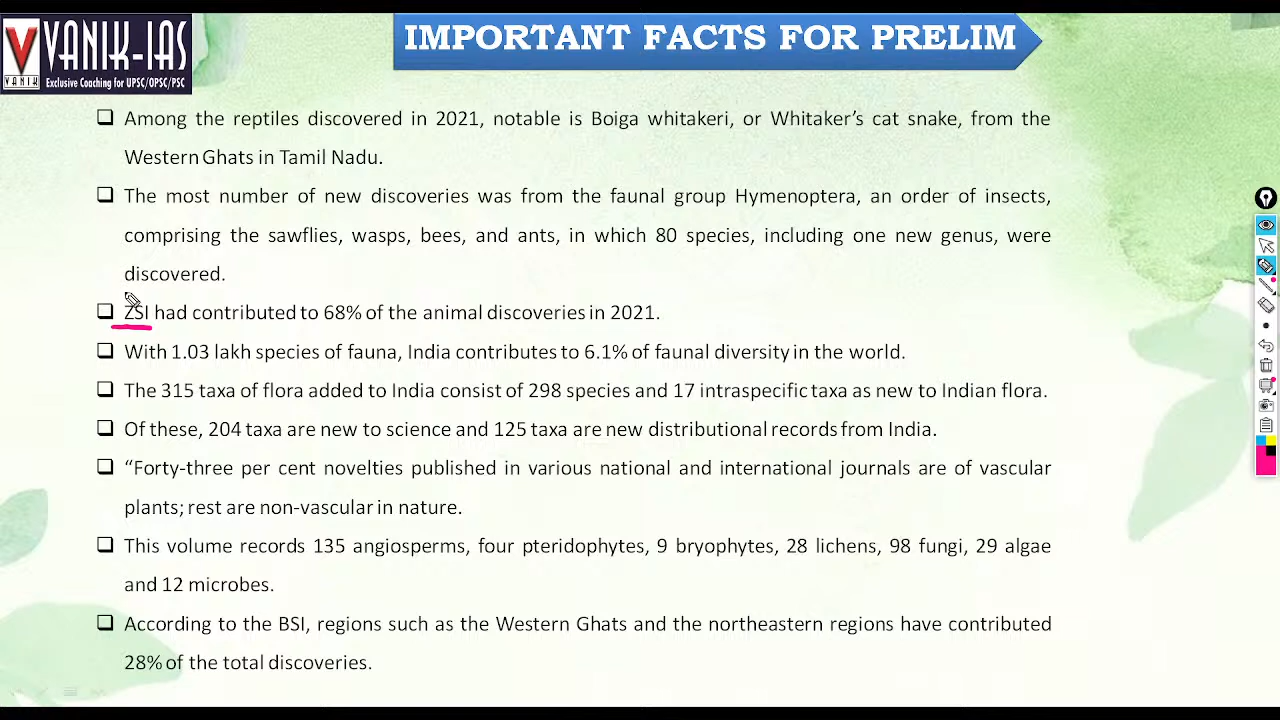 VANIK-IAS
VANIK
Exclusive Coaching for UPSC/OPSC/PSC
IMPORTANT FACTS FOR PRELIM
Among the reptiles discovered in 2021, notable is Boiga whitakeri, or Whitaker’s cat snake, from the
Western Ghats in Tamil Nadu.
The most number of new discoveries was from the faunal group Hymenoptera, an order of insects,
comprising the sawflies, wasps, bees, and ants, in which 80 species, including one new genus, were
discovered.
ZSI had contributed to 68% of the animal discoveries in 2021.
With 1.03 lakh species of fauna, India contributes to 6.1% of faunal diversity in the world.
The 315 taxa of flora added to India consist of 298 species and 17 intraspecific taxa as new to Indian flora.
Of these, 204 taxa are new to science and 125 taxa are new distributional records from India.
“Forty-three per cent novelties published in various national and international journals are of vascular
plants; rest are non-vascular in nature.
This volume records 135 angiosperms, four pteridophytes, 9 bryophytes, 28 lichens, 98 fungi, 29 algae
and 12 microbes.
According to the BSI, regions such as the Western Ghats and the northeastern regions have contributed
28% of the total discoveries.